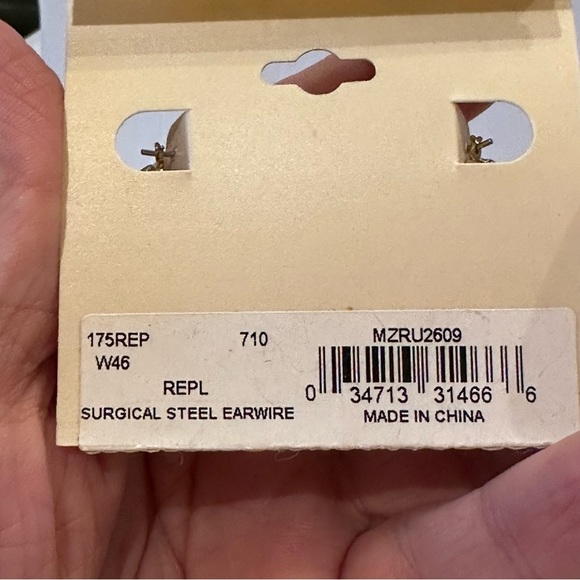 175REP 710 MZRU2609
W46
REPL
SURGICAL STEEL EARWIRE
0 34713 31466 6
MADE IN CHINA